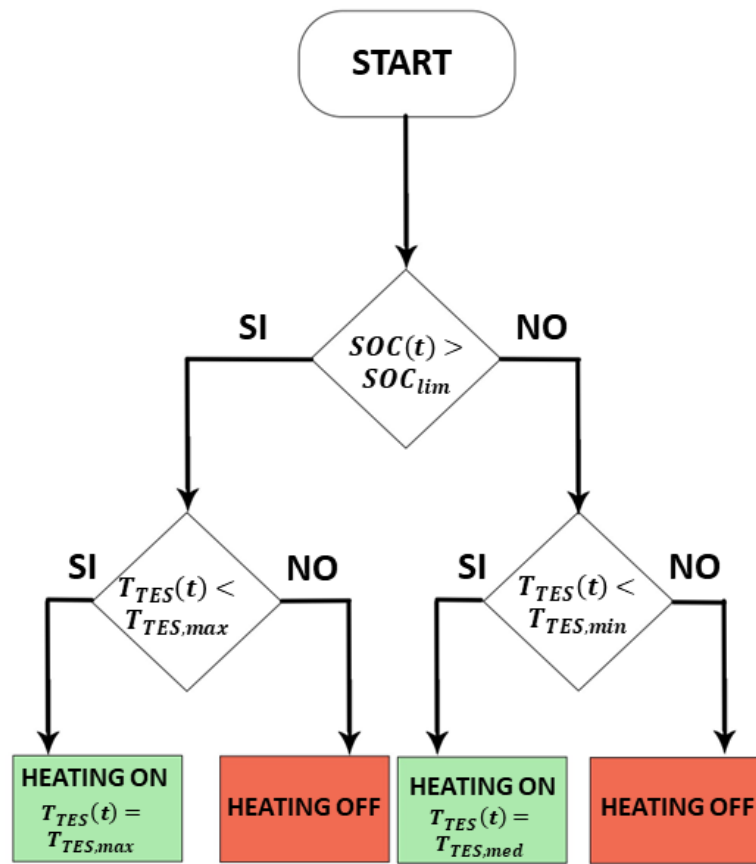 START
SI
NO
SOC(t) >
SOC_lim
SI
NO
SI
NO
T_TES(t) <
T_TES,max
T_TES(t) <
T_TES,min
HEATING ON
T_TES(t) =
T_TES,max
HEATING OFF
HEATING ON
T_TES(t) =
T_TES,med
HEATING OFF